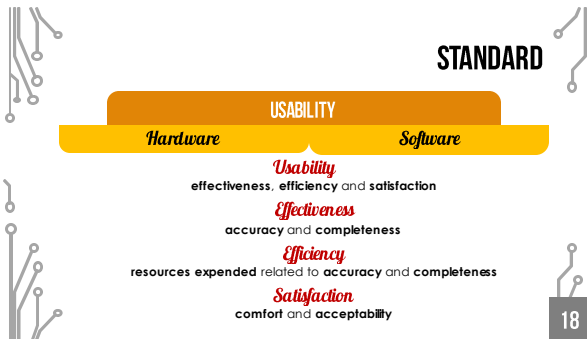 STANDARD
USABILITY
Hardware
Software
Usability
effectiveness, efficiency and satisfaction
Effectiveness
accuracy and completeness
Efficiency
resources expended related to accuracy and completeness
Satisfaction
comfort and acceptability
18